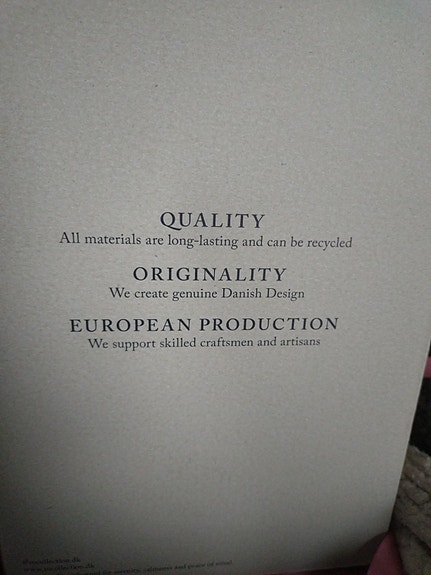 QUALITY
All materials are long-lasting and can be recycled
ORIGINALITY
We create genuine Danish Design
EUROPEAN PRODUCTION
We support skilled craftsmen and artisans